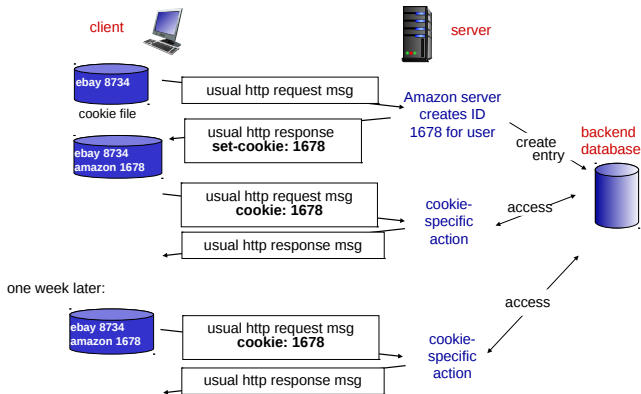 client
server
ebay 8734
usual http request msg
cookie file
Amazon server
creates ID
1678 for user
usual http response
set-cookie: 1678
create
entry
backend
database
ebay 8734
amazon 1678
usual http request msg
cookie: 1678
cookie-
specific
action
access
usual http response msg
one week later:
access
ebay 8734
amazon 1678
usual http request msg
cookie: 1678
cookie-
specific
action
usual http response msg